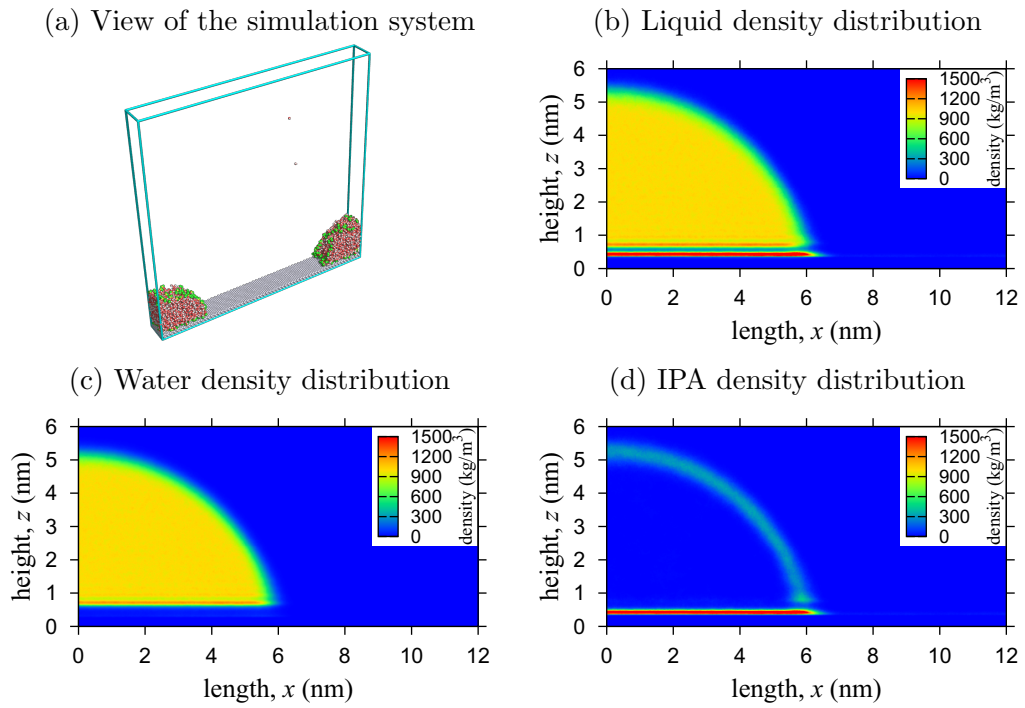 (a) View of the simulation system
(b) Liquid density distribution
6
5
4
3
2
1
0
height, z (nm)
0 2 4 6 8 10 12
length, x (nm)
1500
1200
900
600
300
0
density (kg/m³)
(c) Water density distribution
6
5
4
3
2
1
0
height, z (nm)
0 2 4 6 8 10 12
length, x (nm)
1500
1200
900
600
300
0
density (kg/m³)
(d) IPA density distribution
6
5
4
3
2
1
0
height, z (nm)
0 2 4 6 8 10 12
length, x (nm)
1500
1200
900
600
300
0
density (kg/m³)